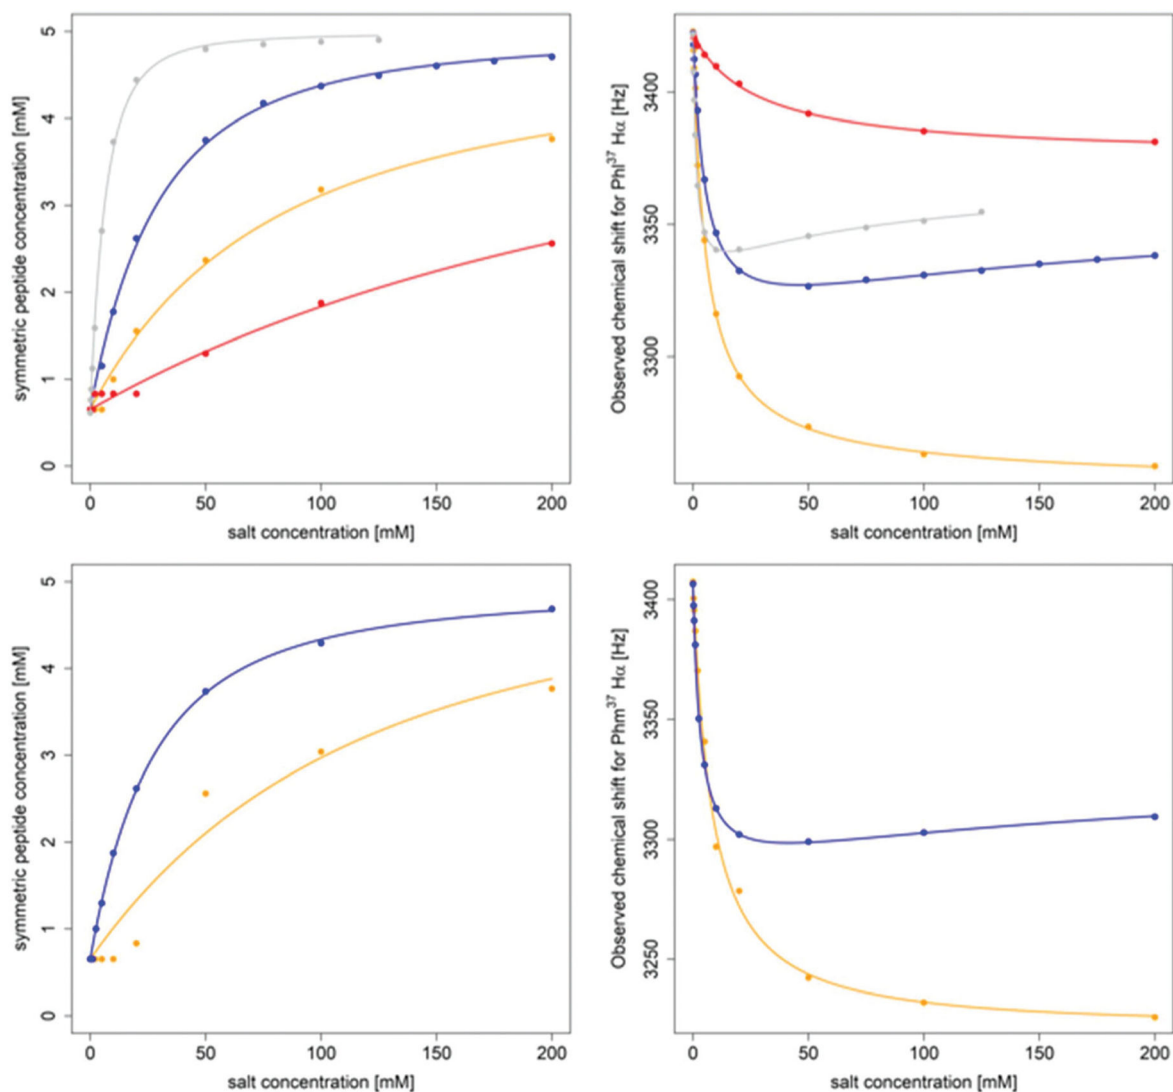 5
4
3
2
1
0
symmetric peptide concentration [mM]
0 50 100 150 200
salt concentration [mM]
3400
3350
3300
Observed chemical shift for Phl³⁷ Hα [Hz]
0 50 100 150 200
salt concentration [mM]
5
4
3
2
1
0
symmetric peptide concentration [mM]
0 50 100 150 200
salt concentration [mM]
3400
3350
3300
3250
Observed chemical shift for Phm³⁷ Hα [Hz]
0 50 100 150 200
salt concentration [mM]